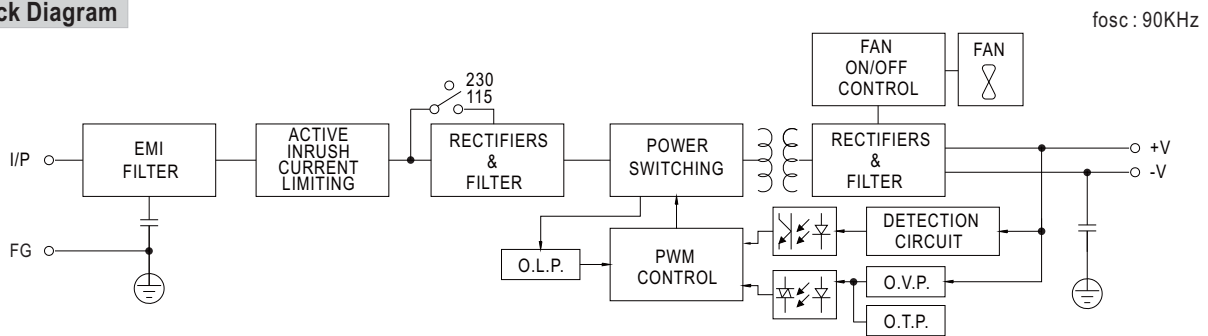 ck Diagram
fosc : 90KHz
FAN
ON/OFF
CONTROL
FAN
230
115
I/P
EMI
FILTER
ACTIVE
INRUSH
CURRENT
LIMITING
RECTIFIERS
&
FILTER
POWER
SWITCHING
RECTIFIERS
&
FILTER
+V
-V
FG
O.L.P.
PWM
CONTROL
DETECTION
CIRCUIT
O.V.P.
O.T.P.